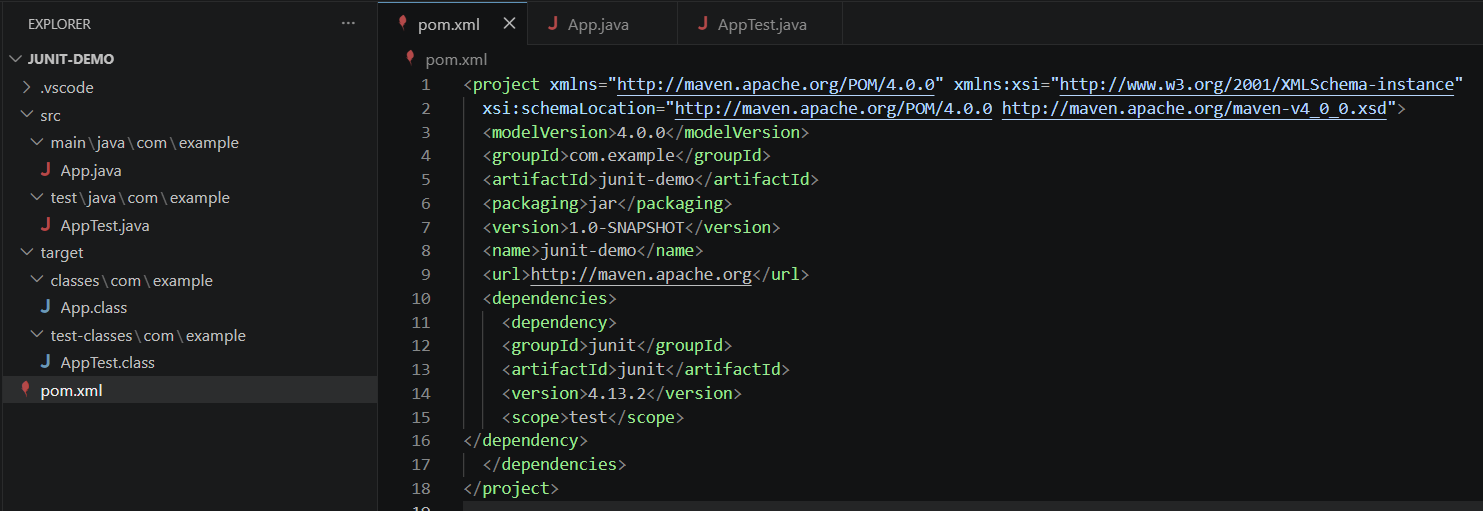 EXPLORER
...
JUNIT-DEMO
.vscode
src
main\java\com\example
J App.java
test\java\com\example
J AppTest.java
target
classes\com\example
J App.class
test-classes\com\example
J AppTest.class
pom.xml
pom.xml J App.java J AppTest.java
pom.xml
1 <project xmlns="http://maven.apache.org/POM/4.0.0" xmlns:xsi="http://www.w3.org/2001/XMLSchema-instance"
2 xsi:schemaLocation="http://maven.apache.org/POM/4.0.0 http://maven.apache.org/maven-v4_0_0.xsd">
3 <modelVersion>4.0.0</modelVersion>
4 <groupId>com.example</groupId>
5 <artifactId>junit-demo</artifactId>
6 <packaging>jar</packaging>
7 <version>1.0-SNAPSHOT</version>
8 <name>junit-demo</name>
9 <url>http://maven.apache.org</url>
10 <dependencies>
11 <dependency>
12 <groupId>junit</groupId>
13 <artifactId>junit</artifactId>
14 <version>4.13.2</version>
15 <scope>test</scope>
16 </dependency>
17 </dependencies>
18 </project>
19